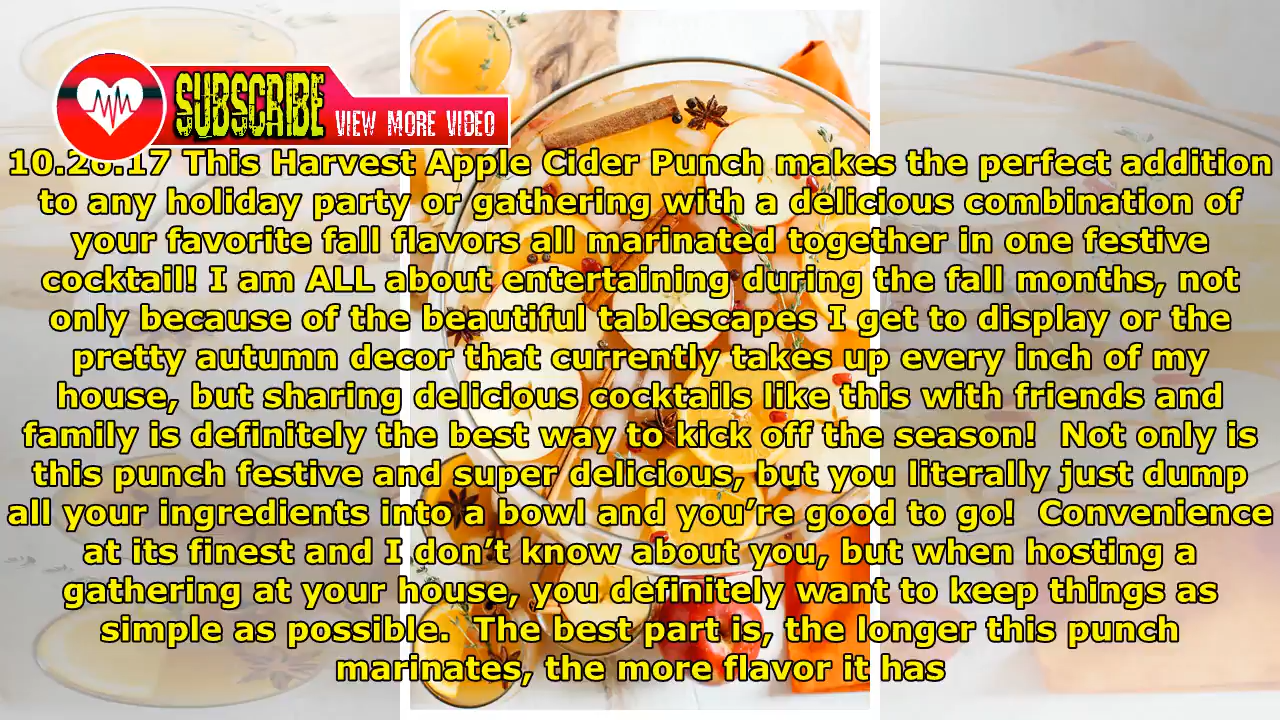 SUBSCRIBE VIEW MORE VIDEO
10.26.17 This Harvest Apple Cider Punch makes the perfect addition
to any holiday party or gathering with a delicious combination of
your favorite fall flavors all marinated together in one festive
cocktail! I am ALL about entertaining during the fall months, not
only because of the beautiful tablescapes I get to display or the
pretty autumn decor that currently takes up every inch of my
house, but sharing delicious cocktails like this with friends and
family is definitely the best way to kick off the season!  Not only is
this punch festive and super delicious, but you literally just dump
all your ingredients into a bowl and you’re good to go!  Convenience
at its finest and I don’t know about you, but when hosting a
gathering at your house, you definitely want to keep things as
simple as possible.  The best part is, the longer this punch
marinates, the more flavor it has